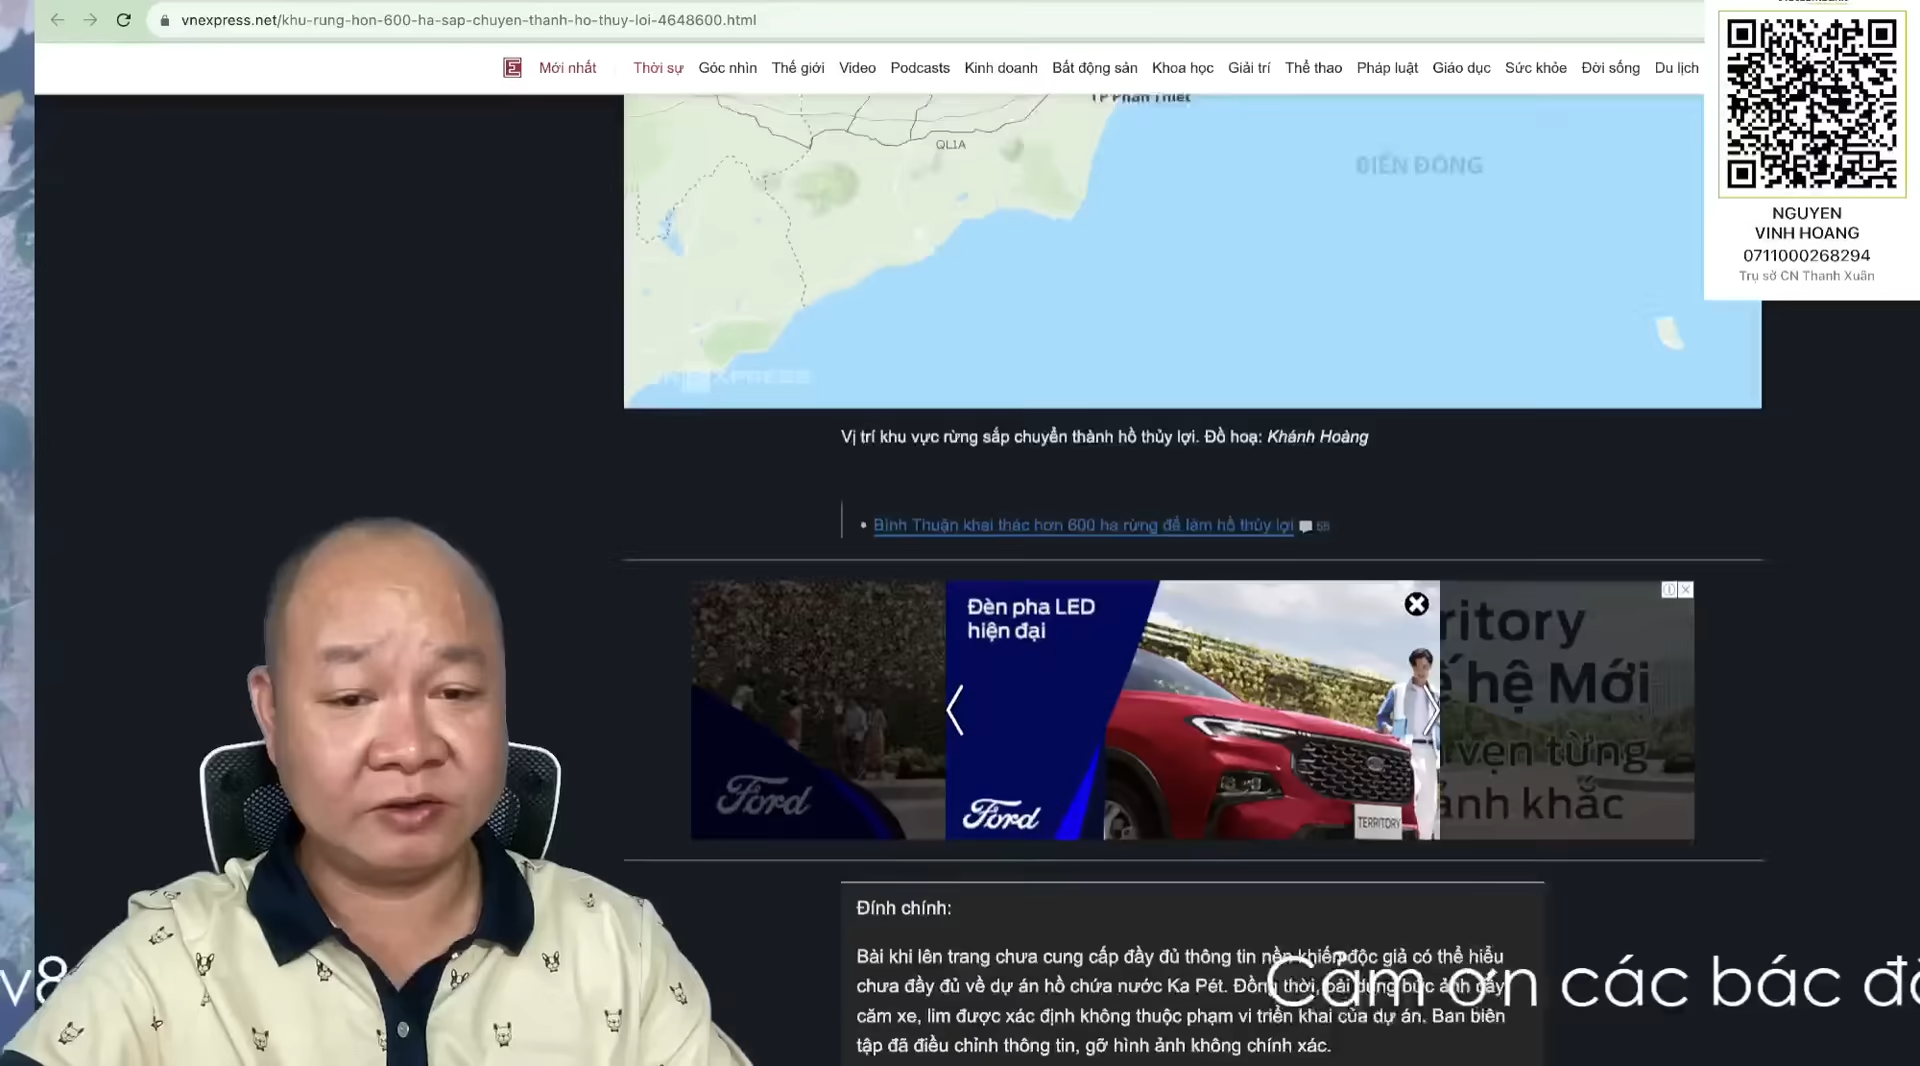 vnexpress.net/khu-rung-hon-600-ha-sap-chuyen-thanh-ho-thuy-loi-4648600.html
Mới nhất Thời sự Góc nhìn Thế giới Video Podcasts Kinh doanh Bất động sản Khoa học Giải trí Thể thao Pháp luật Giáo dục Sức khỏe Đời sống Du lịch
NGUYEN
VINH HOANG
0711000268294
Trụ sở CN Thanh Xuân
TP Phan Thiết
QL1A
BIỂN ĐÔNG
Vị trí khu vực rừng sắp chuyển thành hồ thủy lợi. Đồ hoạ: Khánh Hoàng
Bình Thuận khai thác hơn 600 ha rừng để làm hồ thủy lợi
Đèn pha LED
hiện đại
Ford
Ford
TERRITORY
ritory
hệ Mới
vẹn từng
ảnh khắc
Đính chính:
Bài khi lên trang chưa cung cấp đầy đủ thông tin nền khiến độc giả có thể hiểu
chưa đầy đủ về dự án hồ chứa nước Ka Pét. Đồng thời, bài dùng bức ảnh cây
căm xe, lim được xác định không thuộc phạm vi triển khai của dự án. Ban biên
tập đã điều chỉnh thông tin, gỡ hình ảnh không chính xác.
v8
Cảm ơn các bác